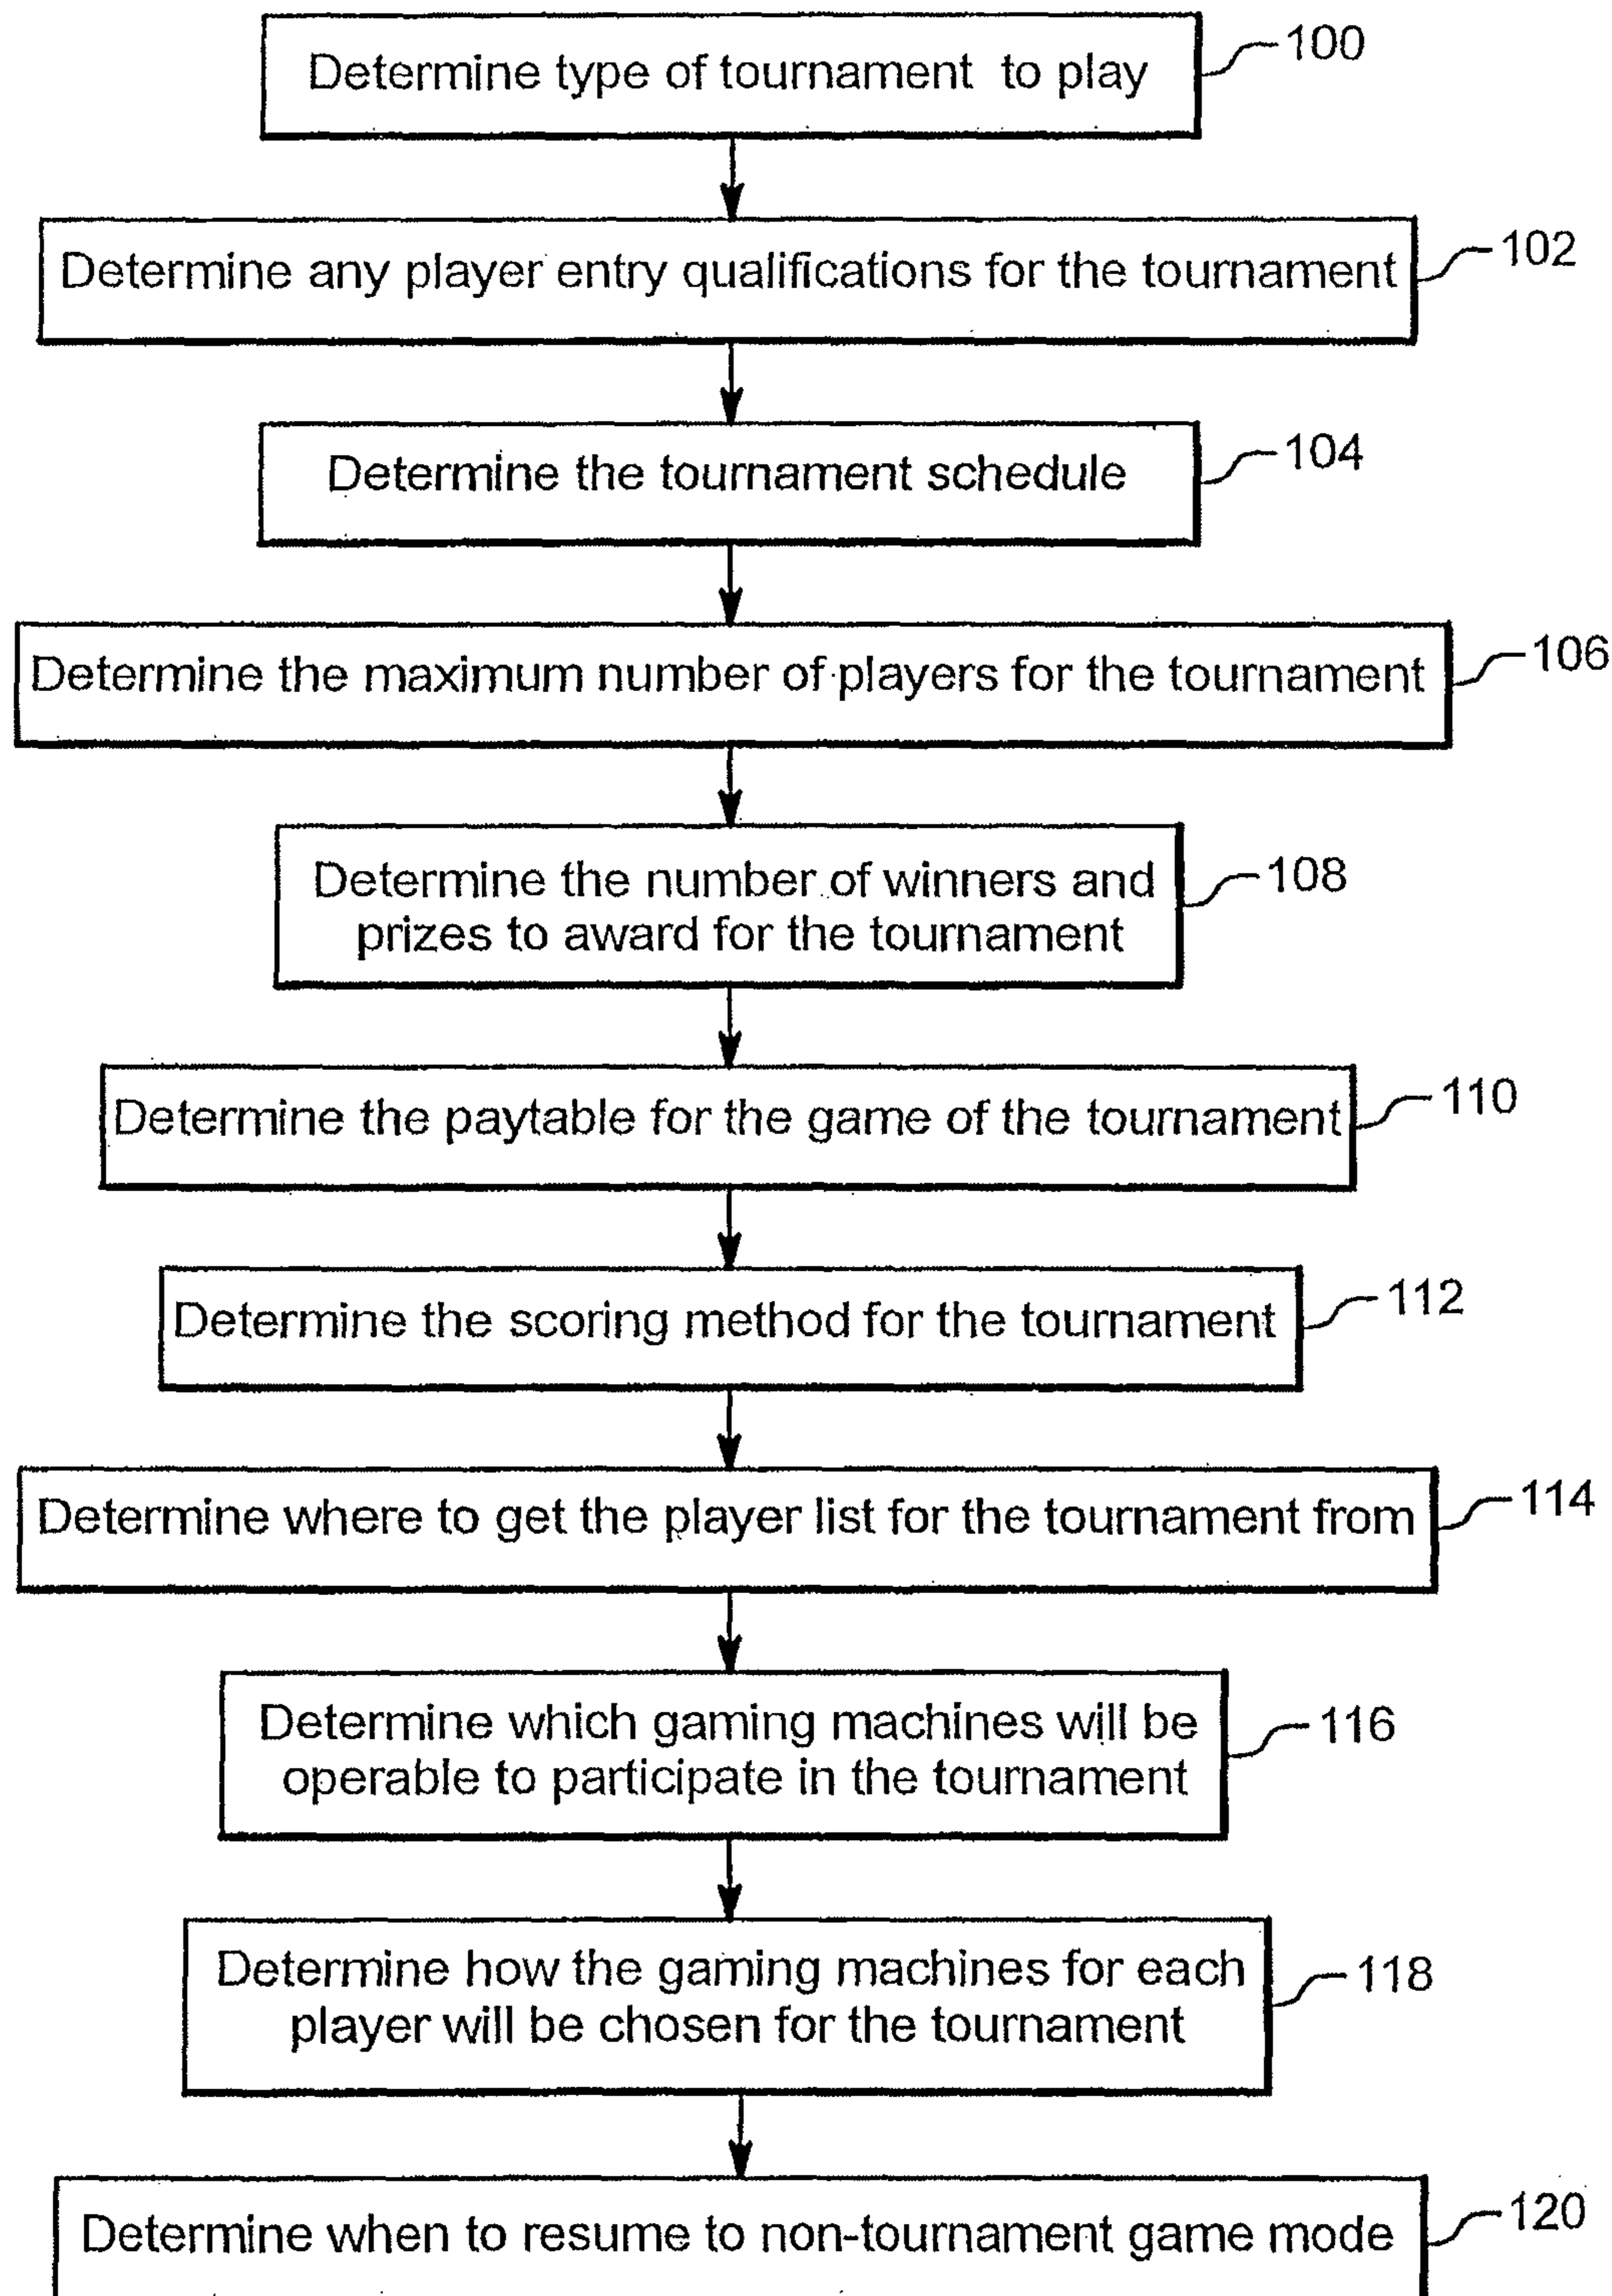 Determine type of tournament to play
100
Determine any player entry qualifications for the tournament
102
Determine the tournament schedule
104
Determine the maximum number of players for the tournament
106
Determine the number of winners and
prizes to award for the tournament
108
Determine the paytable for the game of the tournament
110
Determine the scoring method for the tournament
112
Determine where to get the player list for the tournament from
114
Determine which gaming machines will be
operable to participate in the tournament
116
Determine how the gaming machines for each
player will be chosen for the tournament
118
Determine when to resume to non-tournament game mode
120